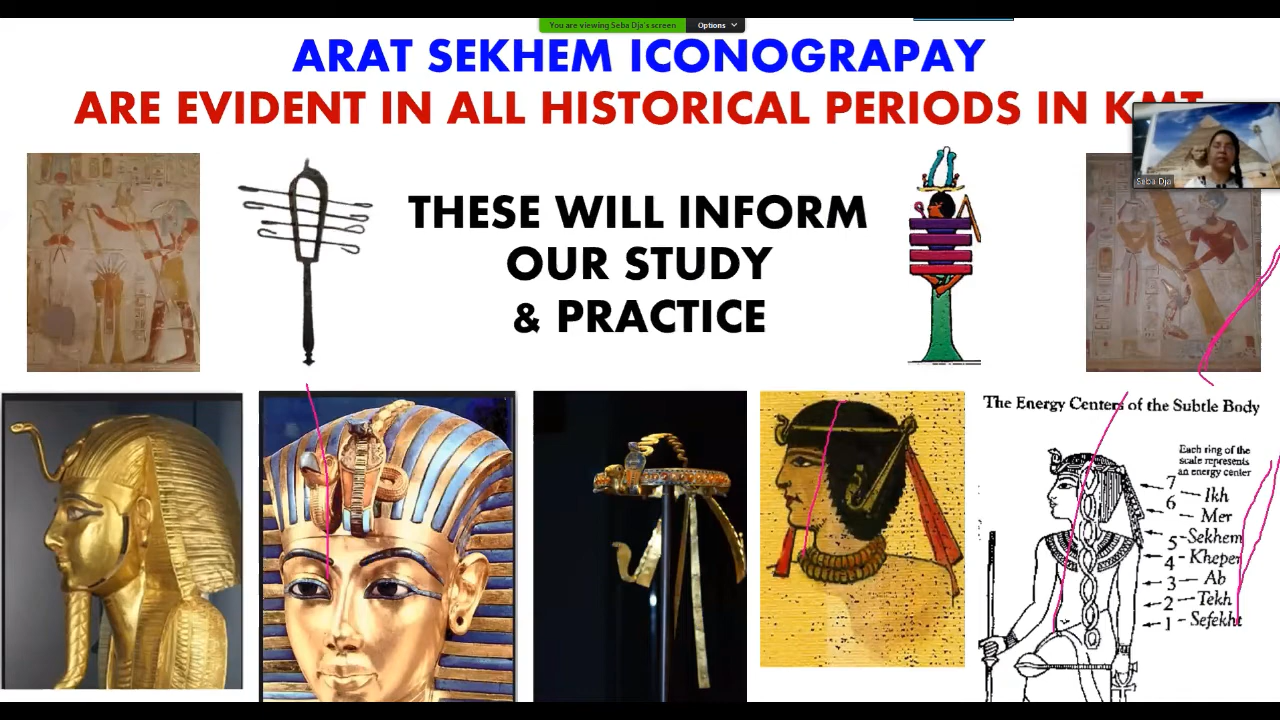 You are viewing Seba Dja's screen
Options
ARAT SEKHEM ICONOGRAPAY
ARE EVIDENT IN ALL HISTORICAL PERIODS IN KMT
Seba Dja
THESE WILL INFORM
OUR STUDY
& PRACTICE
The Energy Centers of the Subtle Body
Each ring of the
scale represents
an energy center
7 Ikh
6 Mer
5 Sekhem
4 Kheper
3 Ab
2 Tekh
1 Sefekht